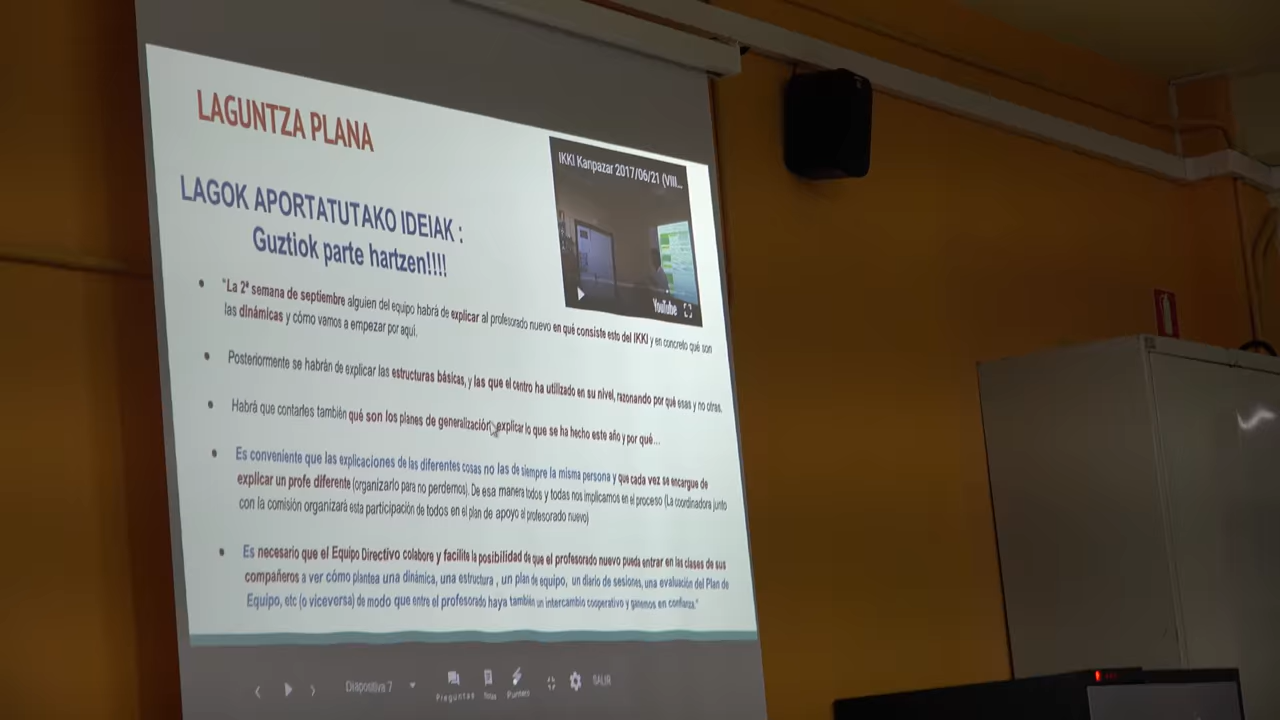 LAGUNTZA PLANA
IKKI Kanpazar 2017/06/21 (VIII...
YouTube
LAGOK APORTATUTAKO IDEIAK :
Guztiok parte hartzen!!!!
• "La 2ª semana de septiembre alguien del equipo habrá de explicar al profesorado nuevo en qué consiste esto del IKKI y en concreto qué son
las dinámicas y cómo vamos a empezar por aquí.
• Posteriormente se habrán de explicar las estructuras básicas, y las que el centro ha utilizado en su nivel, razonando por qué esas y no otras.
• Habrá que contarles también qué son los planes de generalización, explicar lo que se ha hecho este año y por qué...
• Es conveniente que las explicaciones de las diferentes cosas no las de siempre la misma persona y que cada vez se encargue de
explicar un profe diferente (organizarlo para no perdernos). De esa manera todos y todas nos implicamos en el proceso (La coordinadora junto
con la comisión organizará esta participación de todos en el plan de apoyo al profesorado nuevo)
• Es necesario que el Equipo Directivo colabore y facilite la posibilidad de que el profesorado nuevo pueda entrar en las clases de sus
compañeros a ver cómo plantea una dinámica, una estructura , un plan de equipo, un diario de sesiones, una evaluación del Plan de
Equipo, etc (o viceversa) de modo que entre el profesorado haya también un intercambio cooperativo y ganemos en confianza."
Diapositiva 7
Preguntas
Notas
Puntero
SALIR